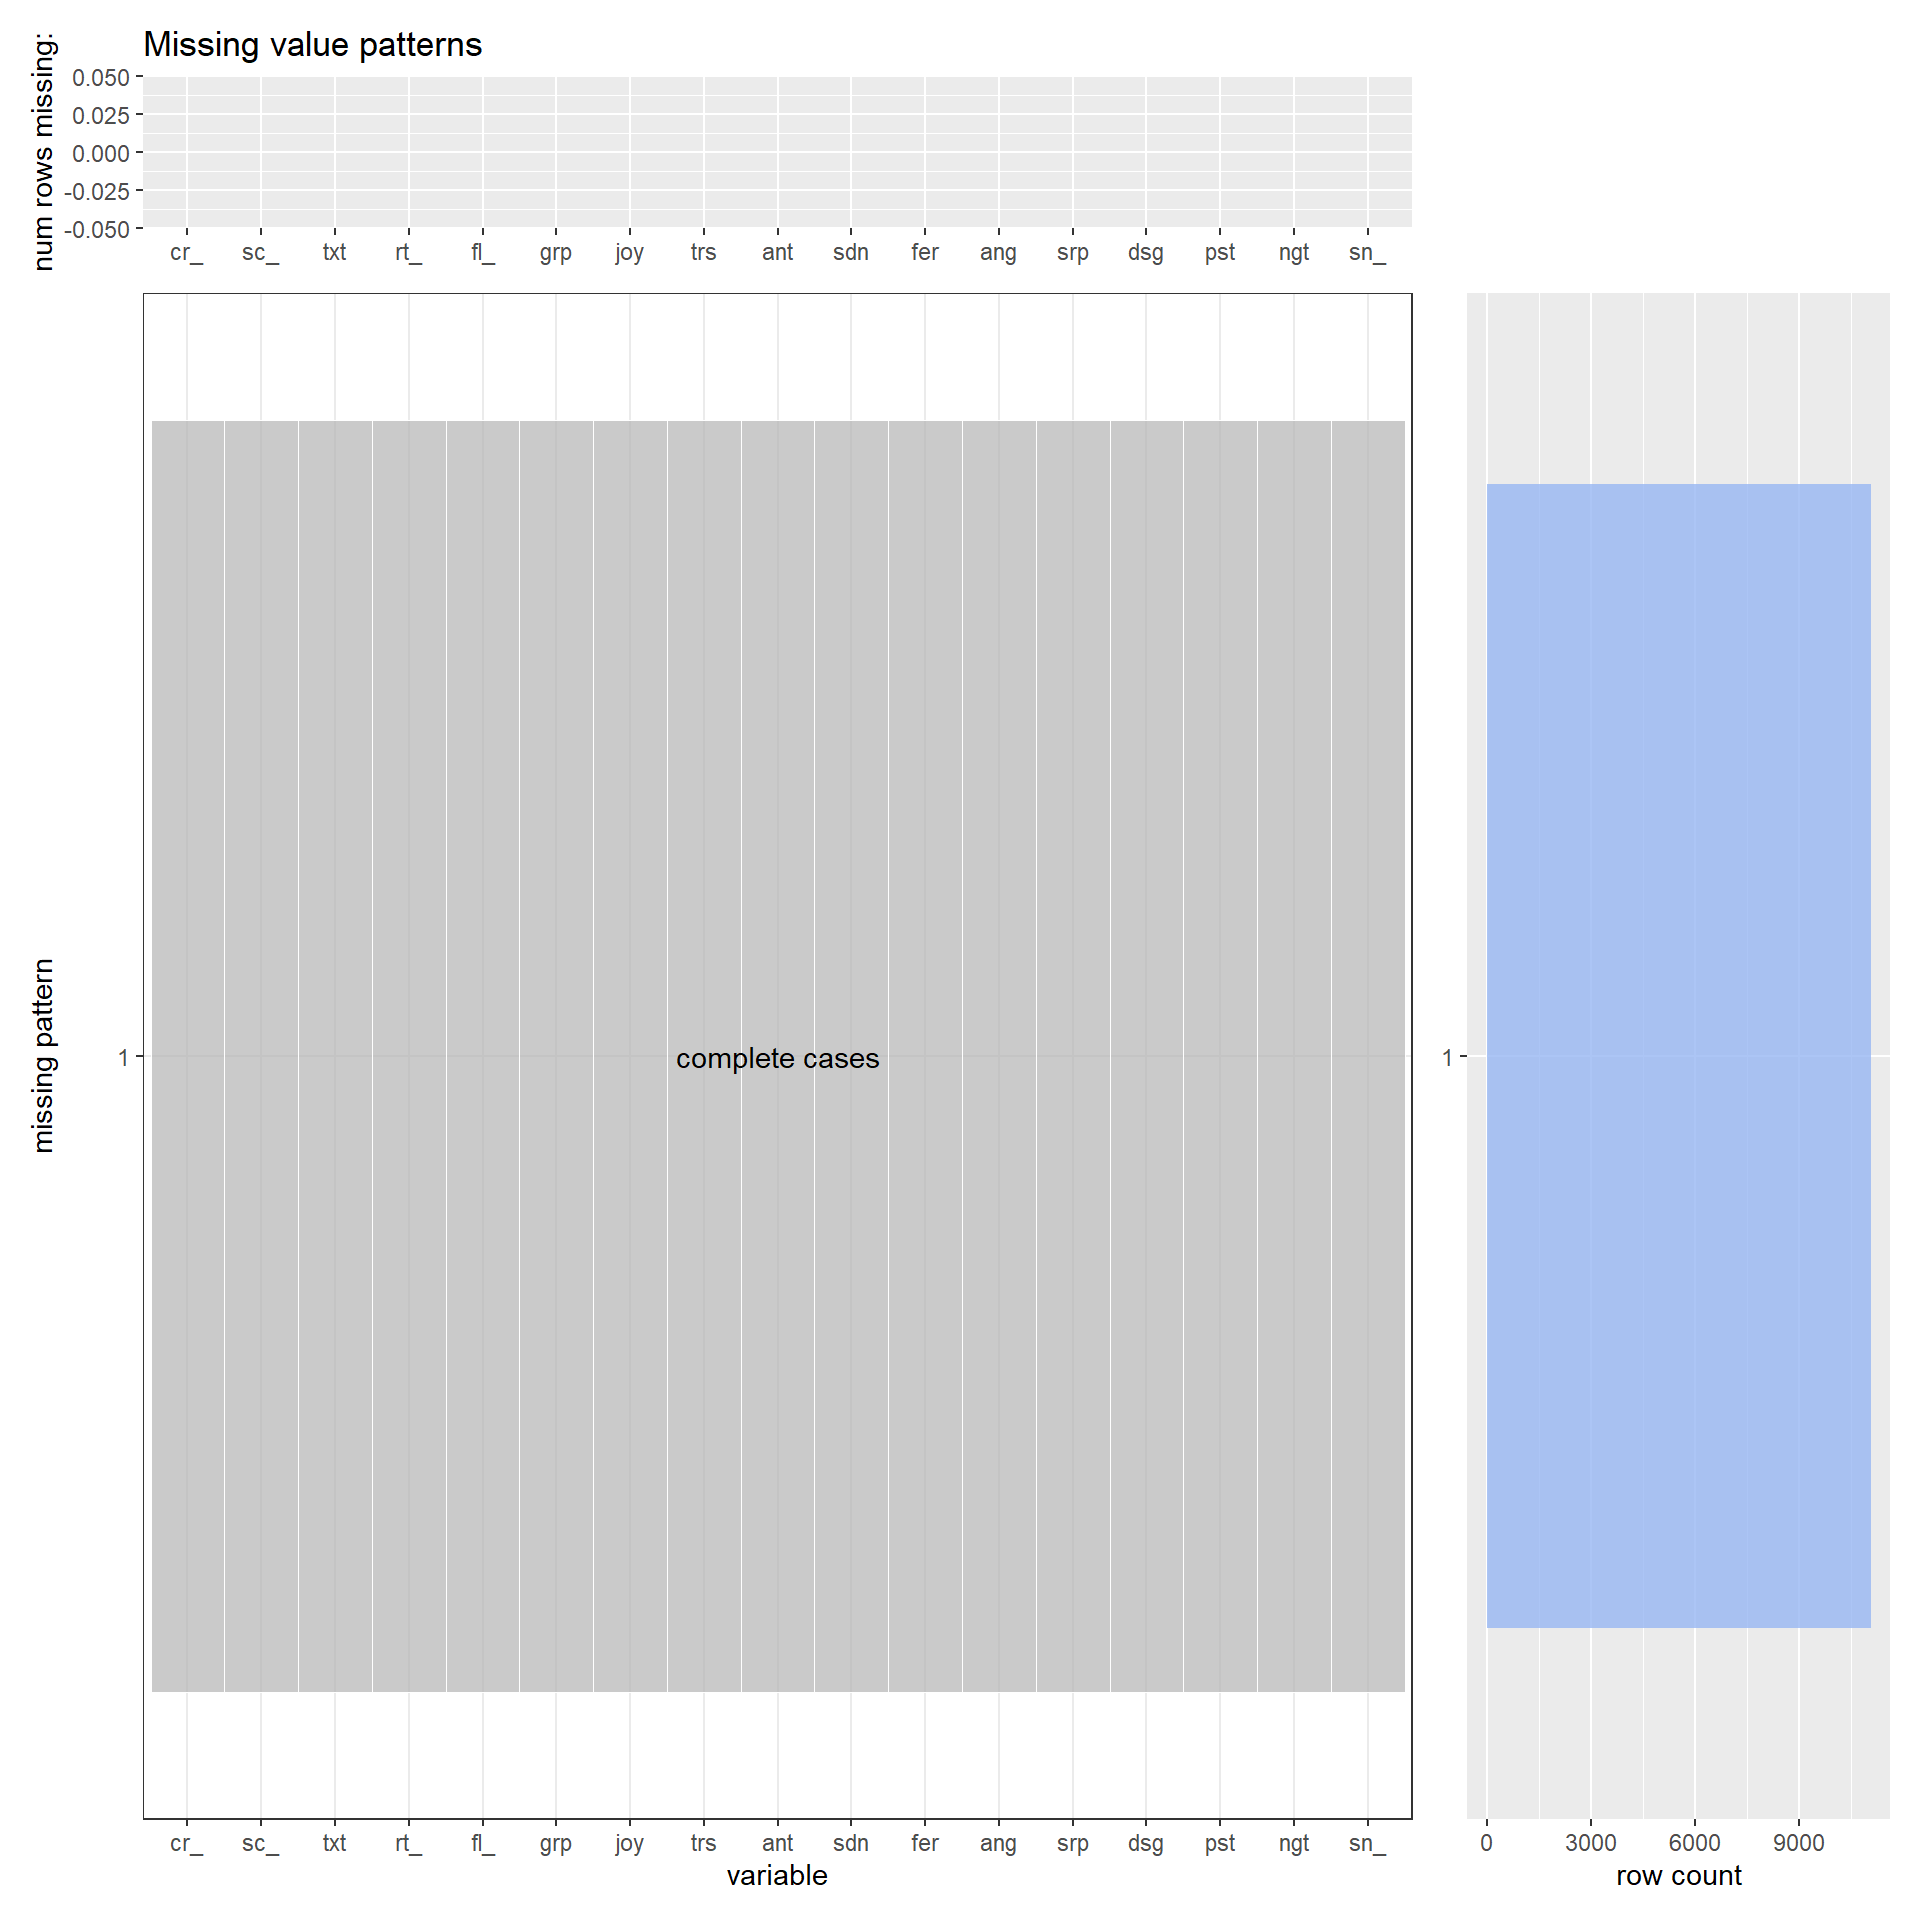 Missing value patterns
num rows missing:
0.050
0.025
0.000
-0.025
-0.050
cr_ sc_ txt rt_ fl_ grp joy trs ant sdn fer ang srp dsg pst ngt sn_
missing pattern
1
complete cases
1
cr_ sc_ txt rt_ fl_ grp joy trs ant sdn fer ang srp dsg pst ngt sn_
variable
0 3000 6000 9000
row count